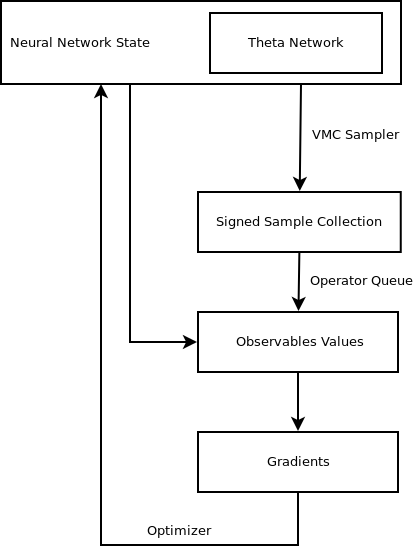 Neural Network State
Theta Network
VMC Sampler
Signed Sample Collection
Operator Queue
Observables Values
Gradients
Optimizer